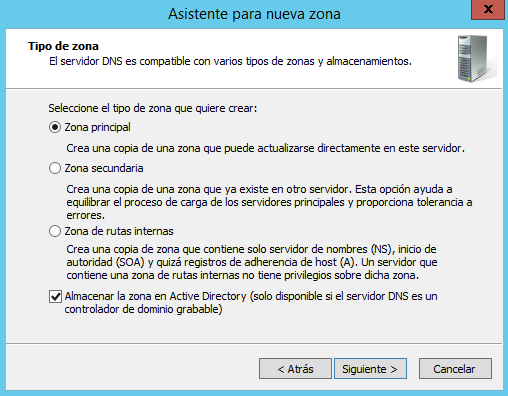 Asistente para nueva zona
x
Tipo de zona
El servidor DNS es compatible con varios tipos de zonas y almacenamientos.
Seleccione el tipo de zona que quiere crear:
Zona principal
Crea una copia de una zona que puede actualizarse directamente en este servidor.
Zona secundaria
Crea una copia de una zona que ya existe en otro servidor. Esta opción ayuda a
equilibrar el proceso de carga de los servidores principales y proporciona tolerancia a
errores.
Zona de rutas internas
Crea una copia de zona que contiene solo servidor de nombres (NS), inicio de
autoridad (SOA) y quizá registros de adherencia de host (A). Un servidor que
contiene una zona de rutas internas no tiene privilegios sobre dicha zona.
Almacenar la zona en Active Directory (solo disponible si el servidor DNS es un
controlador de dominio grabable)
< Atrás
Siguiente >
Cancelar